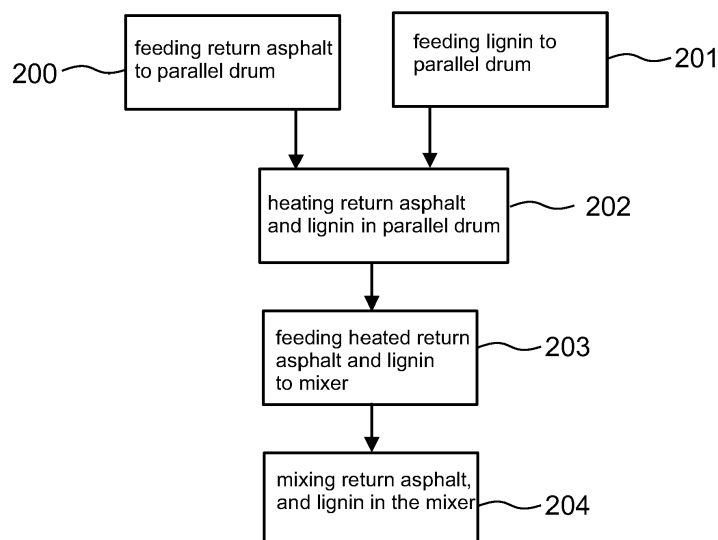 200
feeding return asphalt
to parallel drum
feeding lignin to
parallel drum
201
heating return asphalt
and lignin in parallel drum
202
feeding heated return
asphalt and lignin
to mixer
203
mixing return asphalt,
and lignin in the mixer
204